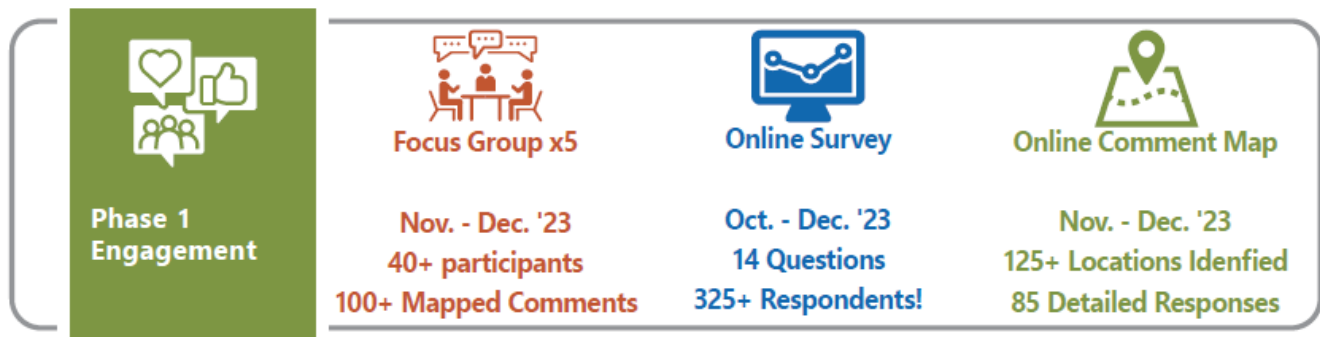 Phase 1
Engagement
Focus Group x5
Nov. - Dec. '23
40+ participants
100+ Mapped Comments
Online Survey
Oct. - Dec. '23
14 Questions
325+ Respondents!
Online Comment Map
Nov. - Dec. '23
125+ Locations Idenfied
85 Detailed Responses